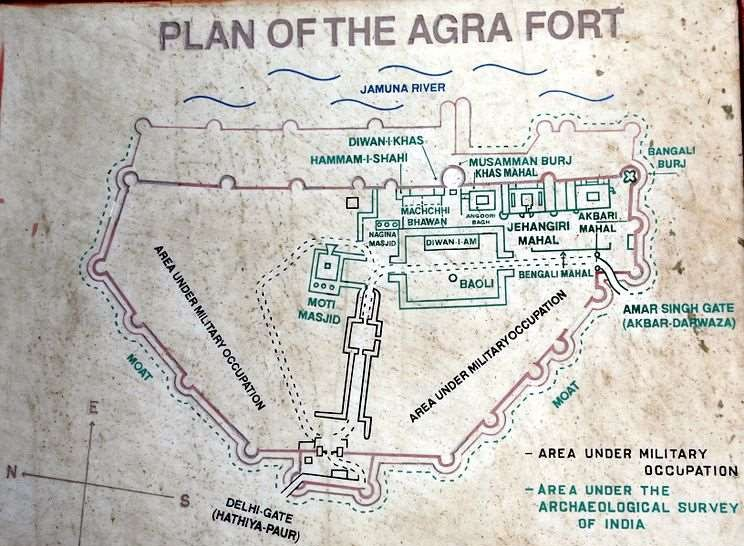 PLAN OF THE AGRA FORT
JAMUNA RIVER
DIWAN-I-KHAS
HAMMAM-I-SHAHI
MUSAMMAN BURJ
KHAS MAHAL
BANGALI
BURJ
MACHCHHI
BHAWAN
ANGOORI
BAGH
JEHANGIRI
MAHAL
AKBARI
MAHAL
NAGINA
MASJID
DIWAN-I-AM
BENGALI MAHAL
BAOLI
MOTI
MASJID
AMAR SINGH GATE
(AKBAR-DARWAZA)
AREA UNDER MILITARY OCCUPATION
AREA UNDER MILITARY OCCUPATION
MOAT
MOAT
E
N
S
DELHI-GATE
(HATHIYA-PAUR)
- AREA UNDER MILITARY
OCCUPATION
- AREA UNDER THE
ARCHAEOLOGICAL SURVEY
OF INDIA